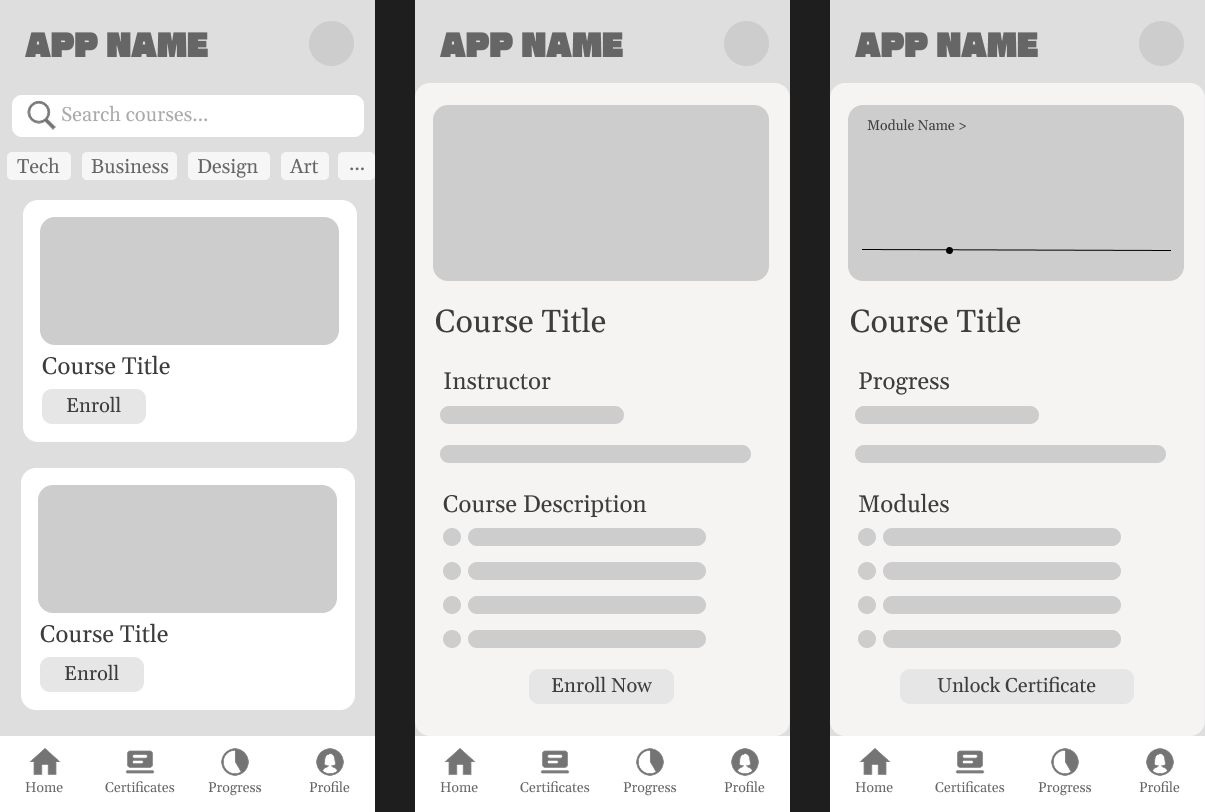 APP NAME
Search courses...
Tech Business Design Art ...
Course Title
Enroll
Course Title
Enroll
Home Certificates Progress Profile
APP NAME
Course Title
Instructor
Course Description
Enroll Now
Home Certificates Progress Profile
APP NAME
Module Name >
Course Title
Progress
Modules
Unlock Certificate
Home Certificates Progress Profile